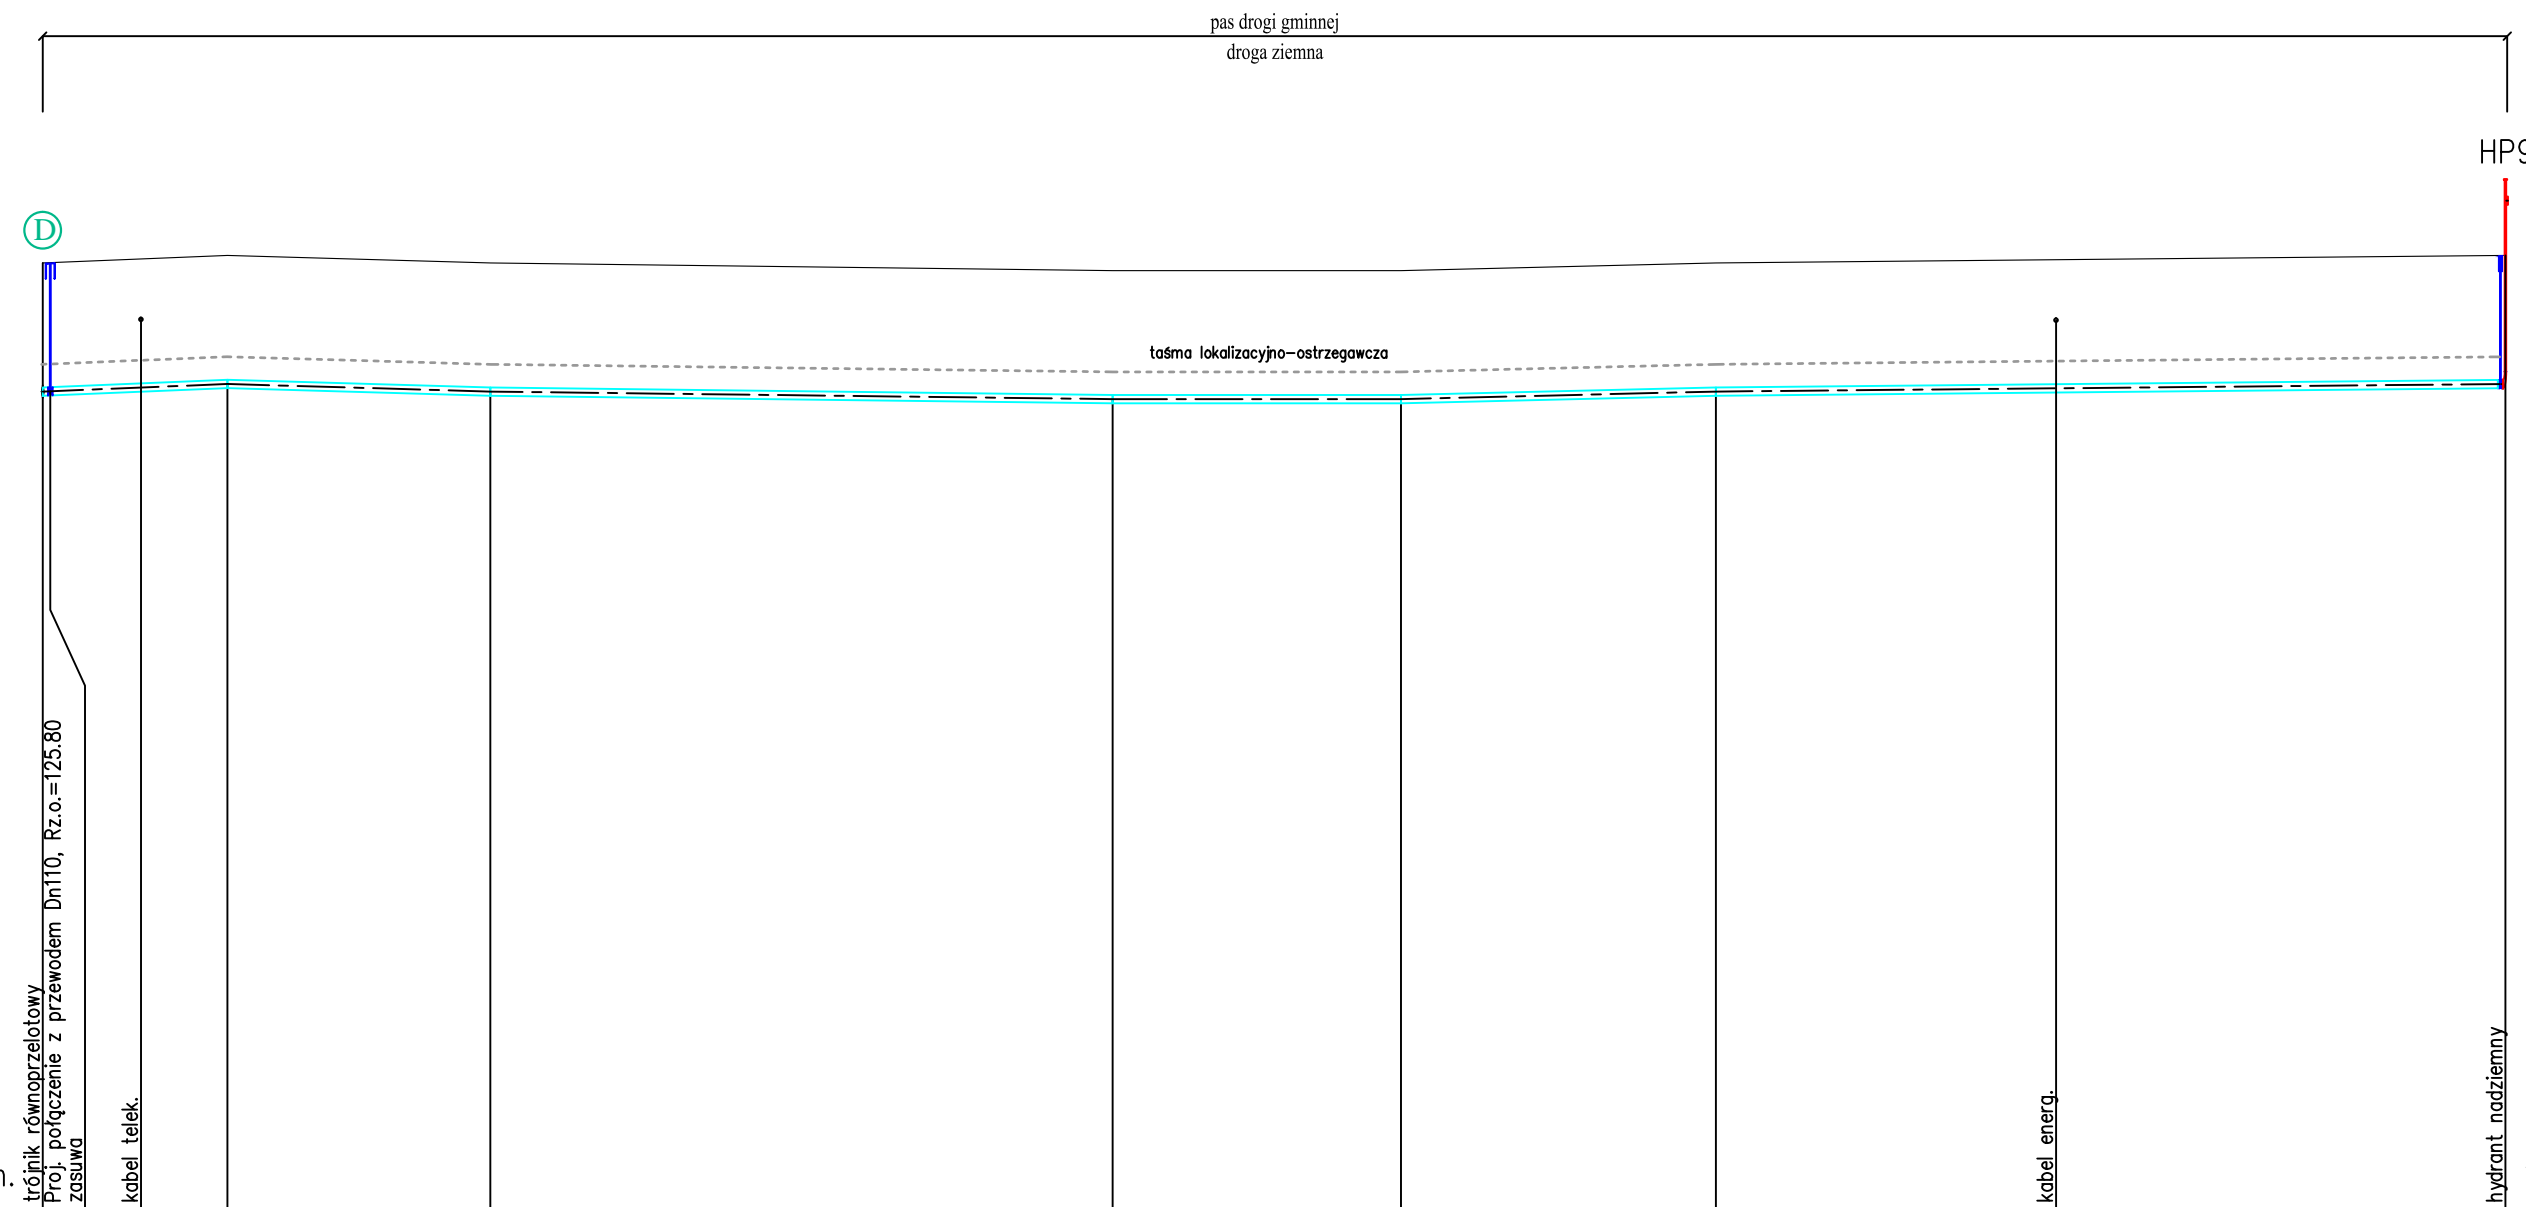 pas drogi gminnej
droga ziemna
HP9
D
taśma lokalizacyjno-ostrzegawcza
trójnik równoprzelotowy
Proj. połączenie z przewodem Dn110, Rz.o.=125.80
zasuwa
kabel telek.
kabel energ.
hydrant nadziemny